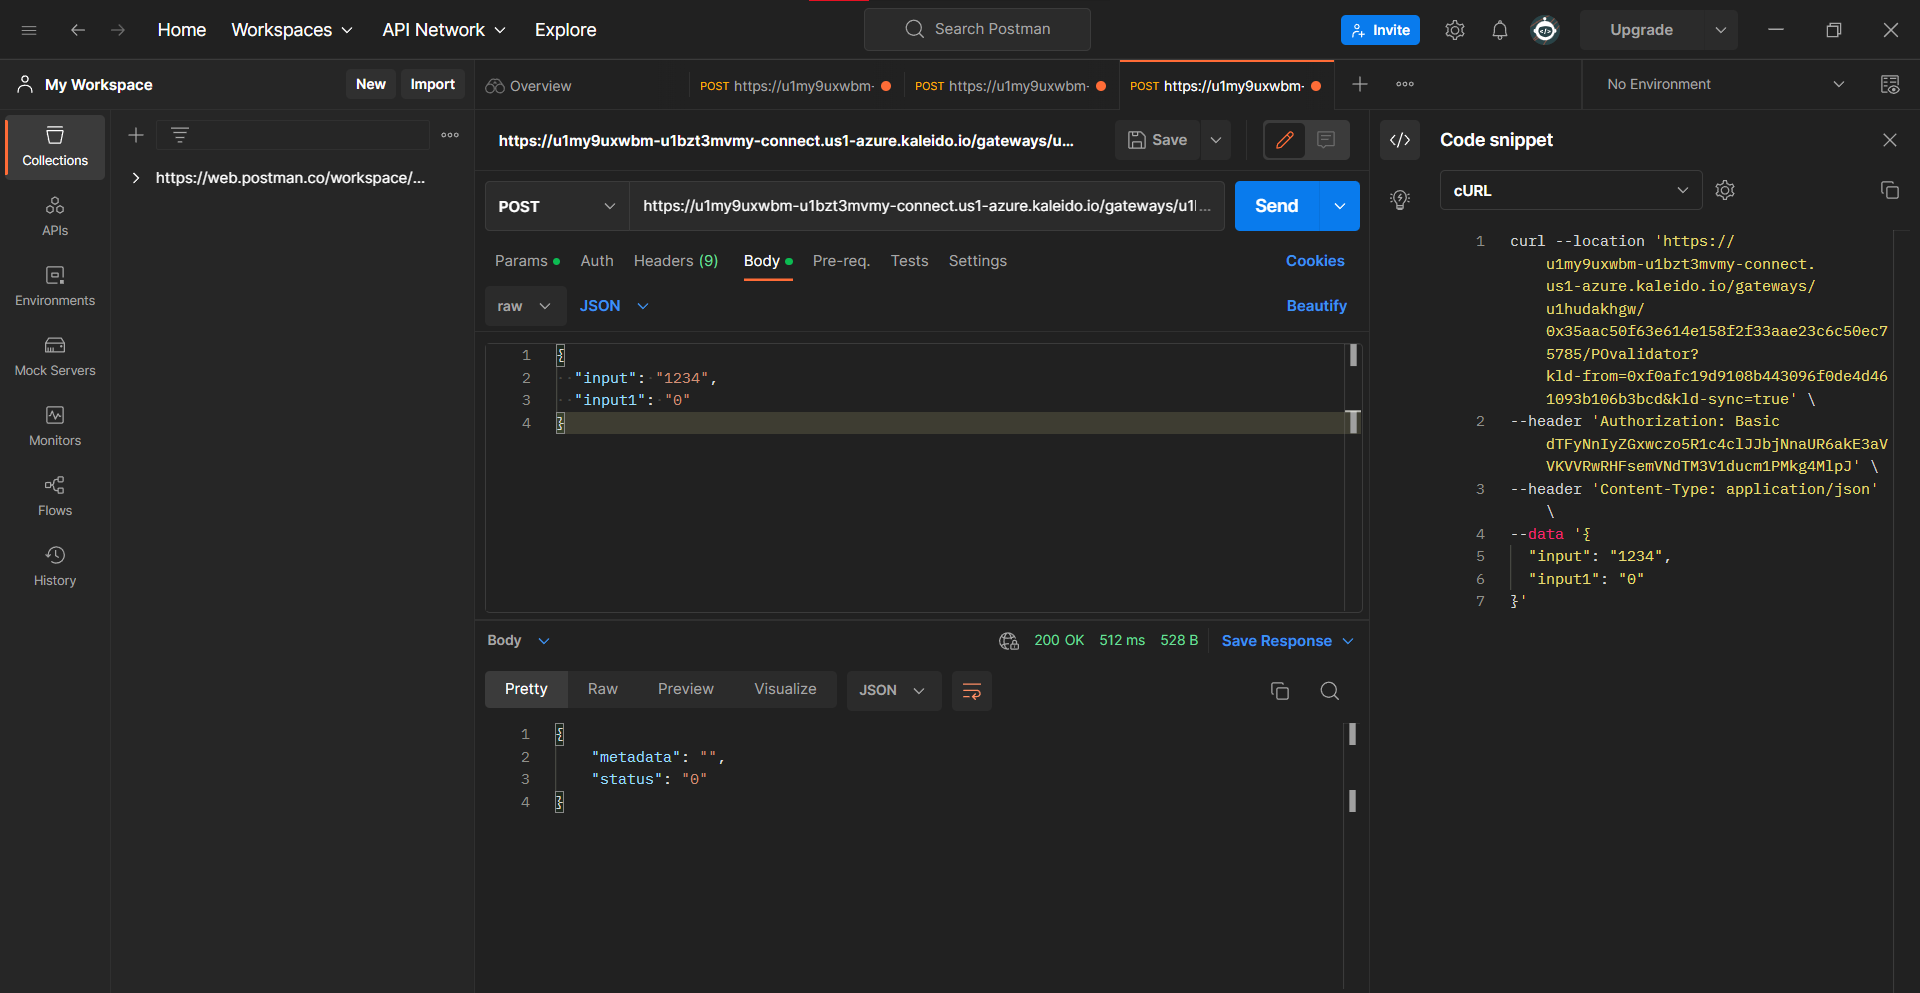 Home Workspaces API Network Explore Search Postman Invite Upgrade
My Workspace New Import
Overview POST https://u1my9uxwbm- POST https://u1my9uxwbm- POST https://u1my9uxwbm- No Environment
Collections
APIs
Environments
Mock Servers
Monitors
Flows
History
https://web.postman.co/workspace/...
https://u1my9uxwbm-u1bzt3mvmy-connect.us1-azure.kaleido.io/gateways/u... Save
POST https://u1my9uxwbm-u1bzt3mvmy-connect.us1-azure.kaleido.io/gateways/u1l... Send
Params Auth Headers (9) Body Pre-req. Tests Settings Cookies
raw JSON Beautify
1 {
2 "input": "1234",
3 "input1": "0"
4 }
Body 200 OK 512 ms 528 B Save Response
Pretty Raw Preview Visualize JSON
1 {
2 "metadata": "",
3 "status": "0"
4 }
Code snippet
cURL
1 curl --location 'https://
u1my9uxwbm-u1bzt3mvmy-connect.
us1-azure.kaleido.io/gateways/
u1hudakhgw/
0x35aac50f63e614e158f2f33aae23c6c50ec7
5785/POvalidator?
kld-from=0xf0afc19d9108b443096f0de4d46
1093b106b3bcd&kld-sync=true' \
2 --header 'Authorization: Basic
dTFyNnIyZGxwczo5R1c4clJJbjNnaUR6akE3aV
VKVVRwRHFsemVNdTM3V1ducm1PMkg4MlpJ' \
3 --header 'Content-Type: application/json'
\
4 --data '{
5 "input": "1234",
6 "input1": "0"
7 }'